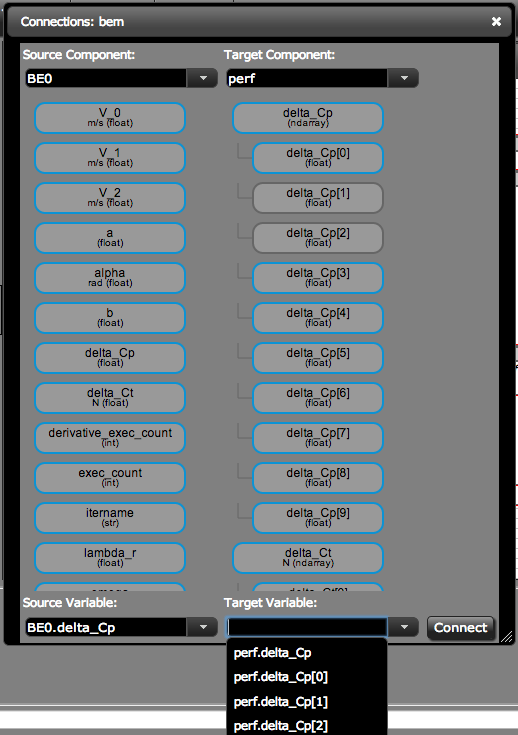 Connections: bem
Source Component:
Target Component:
BE0
perf
V_0
m/s (float)
V_1
m/s (float)
V_2
m/s (float)
a
(float)
alpha
rad (float)
b
(float)
delta_Cp
(float)
delta_Ct
N (float)
derivative_exec_count
(int)
exec_count
(int)
itername
(str)
lambda_r
(float)
omega
delta_Cp
(ndarray)
delta_Cp[0]
(float)
delta_Cp[1]
(float)
delta_Cp[2]
(float)
delta_Cp[3]
(float)
delta_Cp[4]
(float)
delta_Cp[5]
(float)
delta_Cp[6]
(float)
delta_Cp[7]
(float)
delta_Cp[8]
(float)
delta_Cp[9]
(float)
delta_Ct
N (ndarray)
delta_Ct[0]
Source Variable:
Target Variable:
BE0.delta_Cp
Connect
perf.delta_Cp
perf.delta_Cp[0]
perf.delta_Cp[1]
perf.delta_Cp[2]